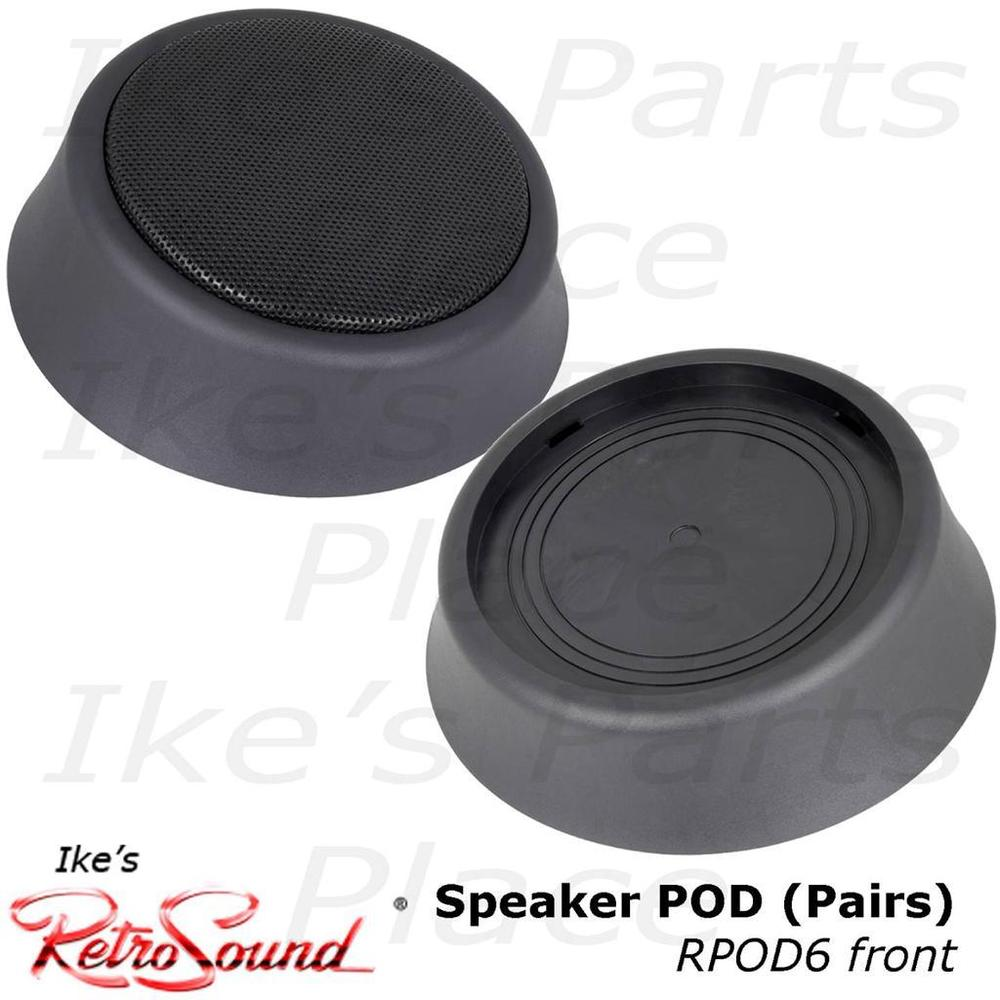 Ike's Parts
Place
Ike's Parts
Place
Ike's Parts
Place
Ike's
RetroSound ®
Speaker POD (Pairs)
RPOD6 front